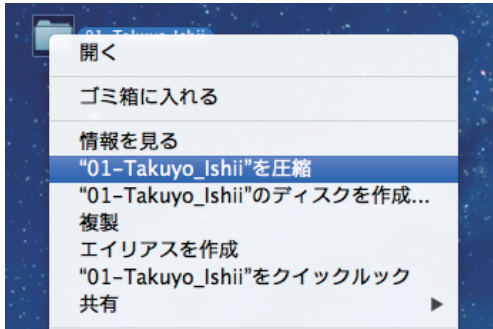 01-Takuyo_Ishii
開く
ゴミ箱に入れる
情報を見る
“01-Takuyo_Ishii”を圧縮
“01-Takuyo_Ishii”のディスクを作成...
複製
エイリアスを作成
“01-Takuyo_Ishii”をクイックルック
共有